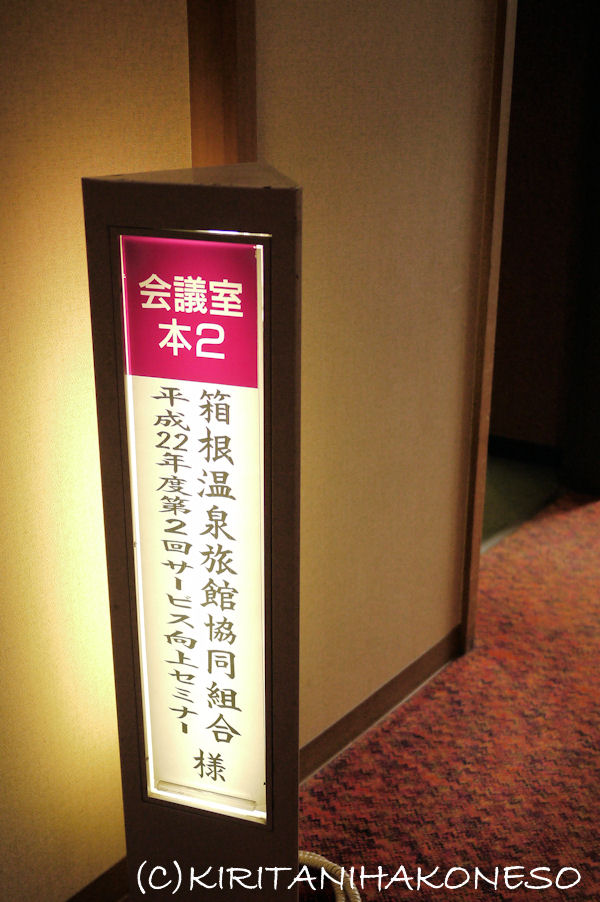 会議室
本2
箱根温泉旅館協同組合 様
平成22年度第2回サービス向上セミナー
(C)KIRITANIHAKONESO